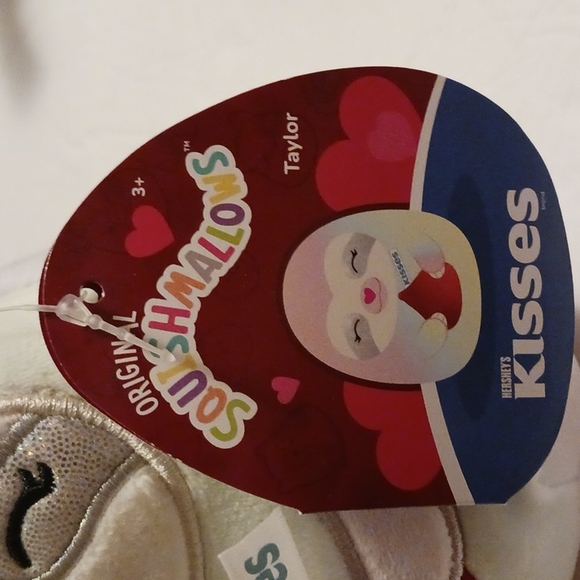 ORIGINAL
SQUISHMALLOWS™
3+
Taylor
KISSES
HERSHEY'S
KISSES